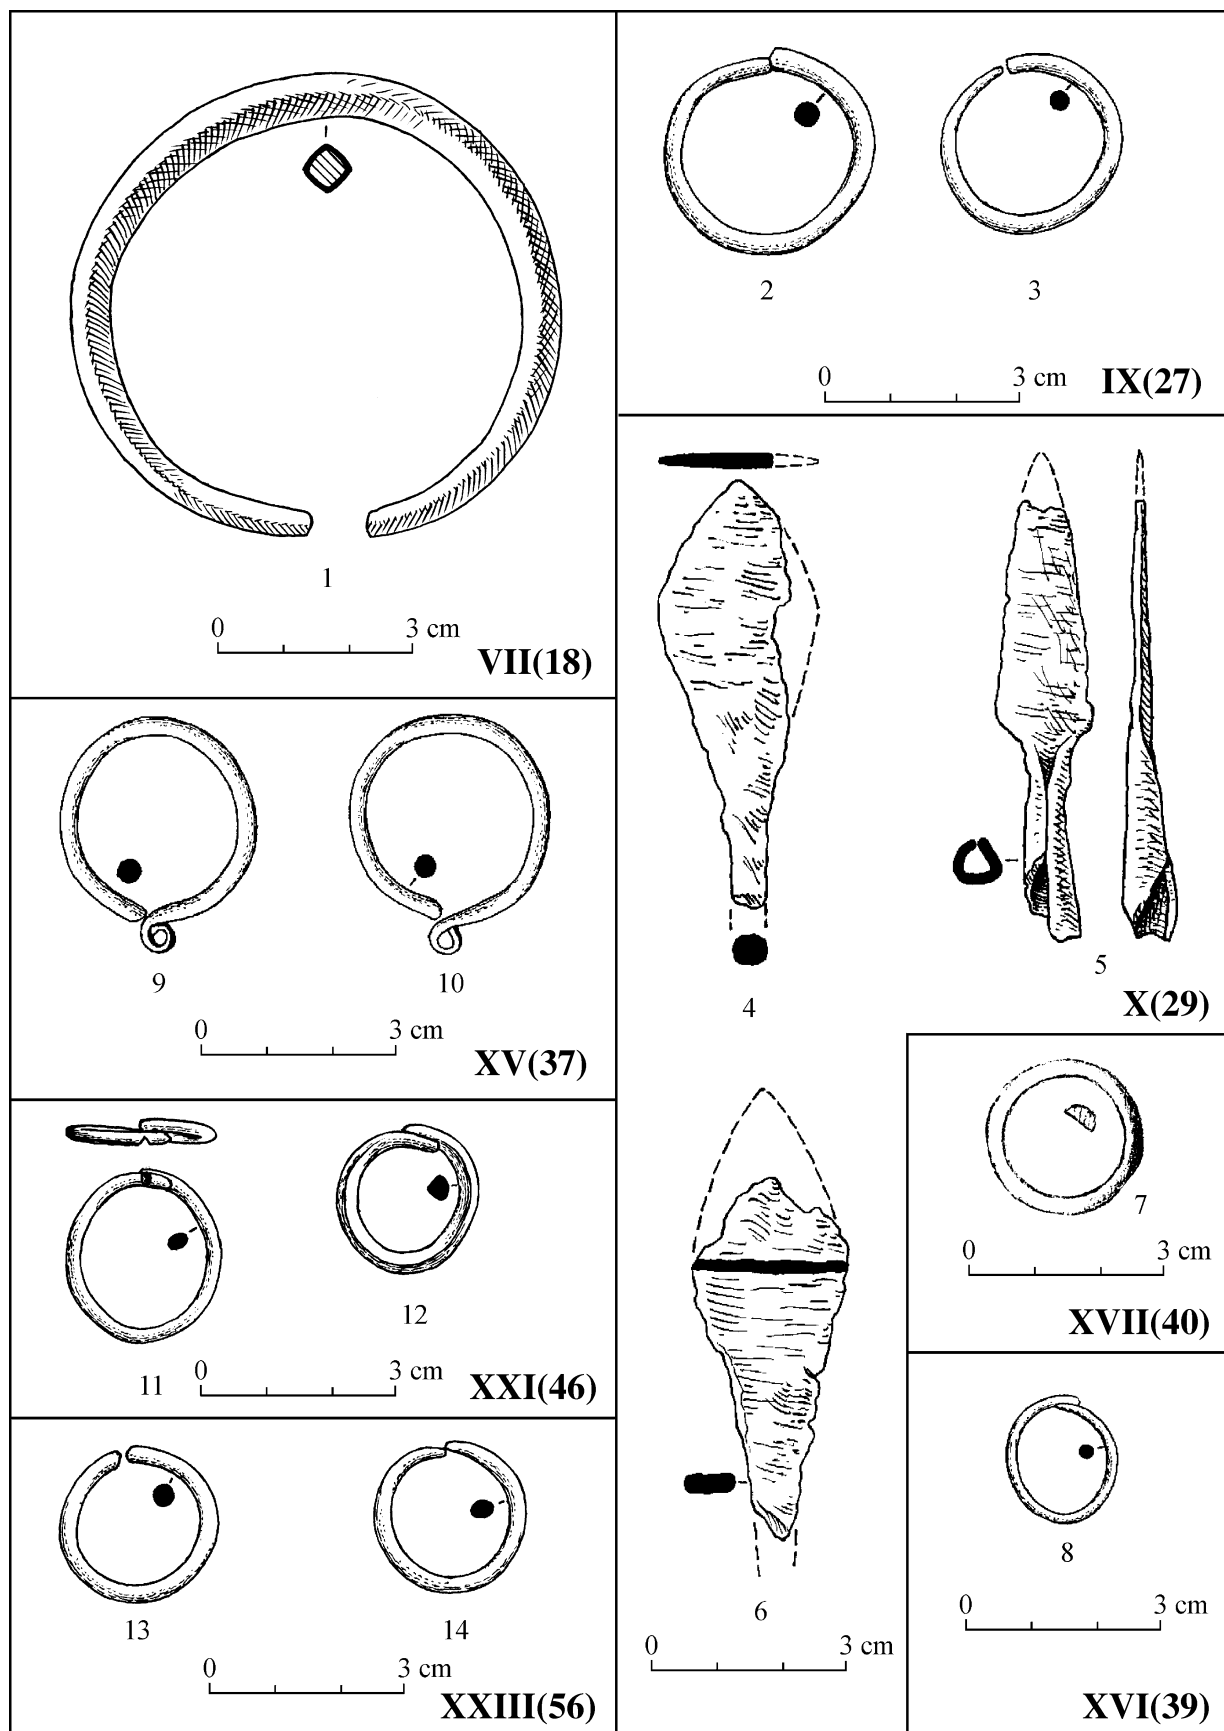 1
0 3 cm
VII(18)
2 3
0 3 cm
IX(27)
4
5
X(29)
6
0 3 cm
7
0 3 cm
XVII(40)
8
0 3 cm
XVI(39)
9 10
0 3 cm
XV(37)
11
12
0 3 cm
XXI(46)
13 14
0 3 cm
XXIII(56)